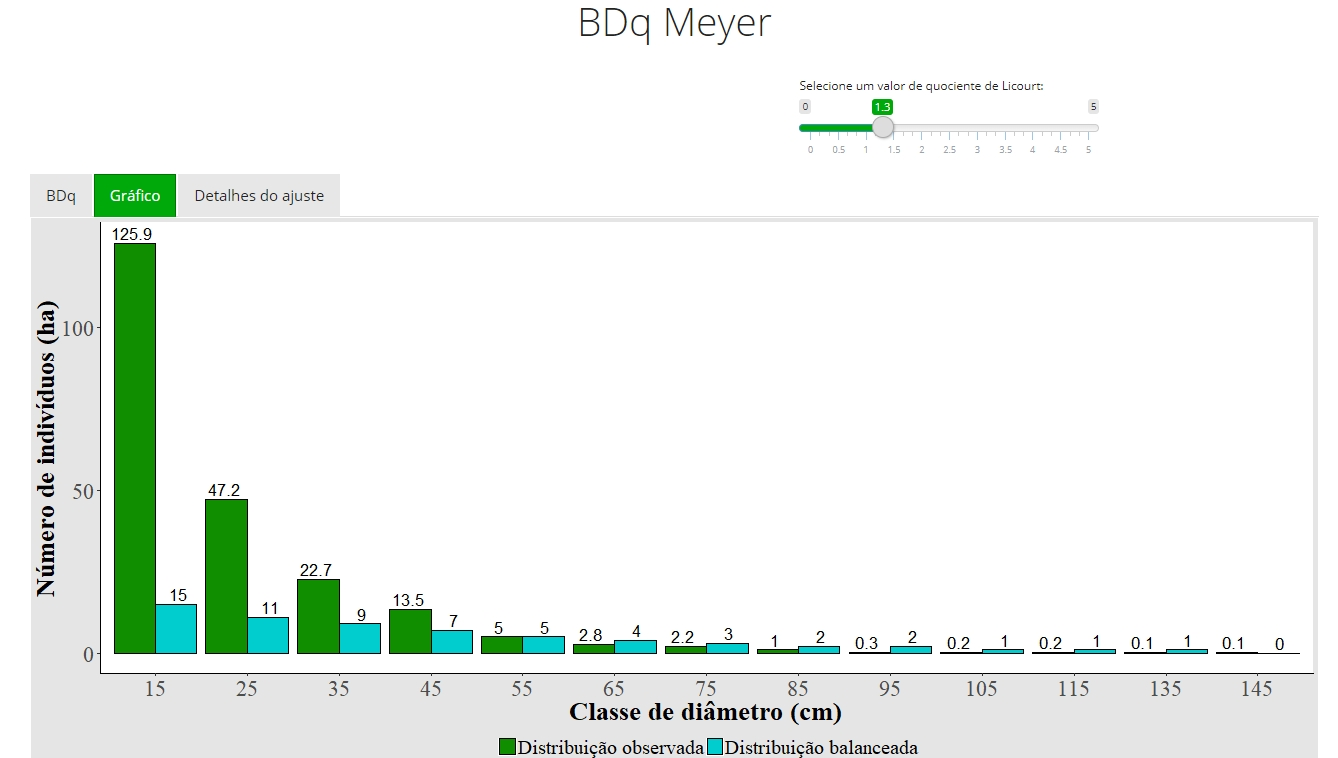 BDq Meyer
Selecione um valor de quociente de Licourt:
0 1.3 5
0 0.5 1 1.5 2 2.5 3 3.5 4 4.5 5
BDq Gráfico Detalhes do ajuste
Número de indivíduos (ha)
100
50
0
125.9 15
47.2 11
22.7 9
13.5 7
5 5
2.8 4
2.2 3
1 2
0.3 2
0.2 1
0.2 1
0.1 1
0.1 0
15 25 35 45 55 65 75 85 95 105 115 135 145
Classe de diâmetro (cm)
Distribuição observada Distribuição balanceada